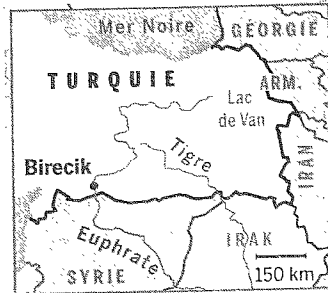 Mer Noire
GÉORGIE
TURQUIE
ARM.
Lac
de Van
IRAN
Tigre
Birecik
Euphrate
IRAK
SYRIE
150 km